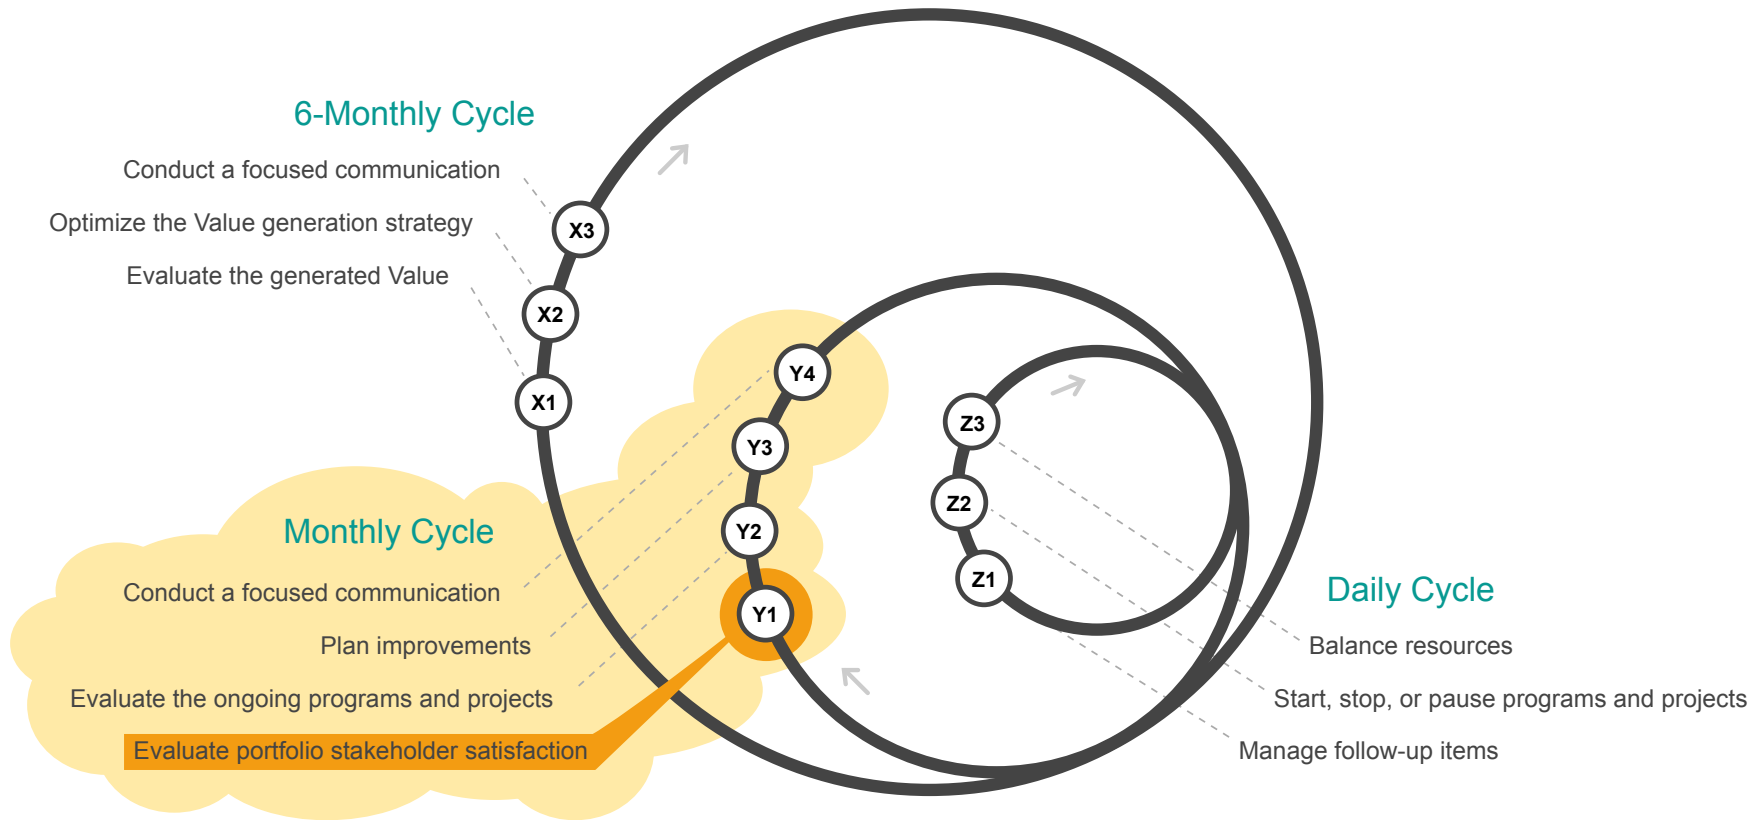 6-Monthly Cycle
Conduct a focused communication
Optimize the Value generation strategy
Evaluate the generated Value
X3
X2
X1
Monthly Cycle
Conduct a focused communication
Plan improvements
Evaluate the ongoing programs and projects
Evaluate portfolio stakeholder satisfaction
Y4
Y3
Y2
Y1
Z3
Z2
Z1
Daily Cycle
Balance resources
Start, stop, or pause programs and projects
Manage follow-up items